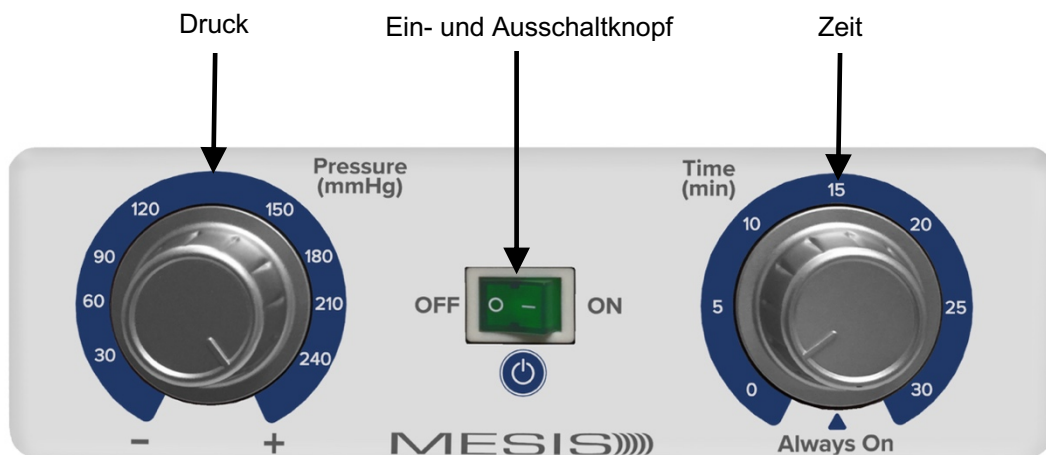 Druck
Ein- und Ausschaltknopf
Zeit
Pressure
(mmHg)
30
60
90
120
150
180
210
240
- +
OFF
O –
ON
MESIS
Time
(min)
0
5
10
15
20
25
30
Always On